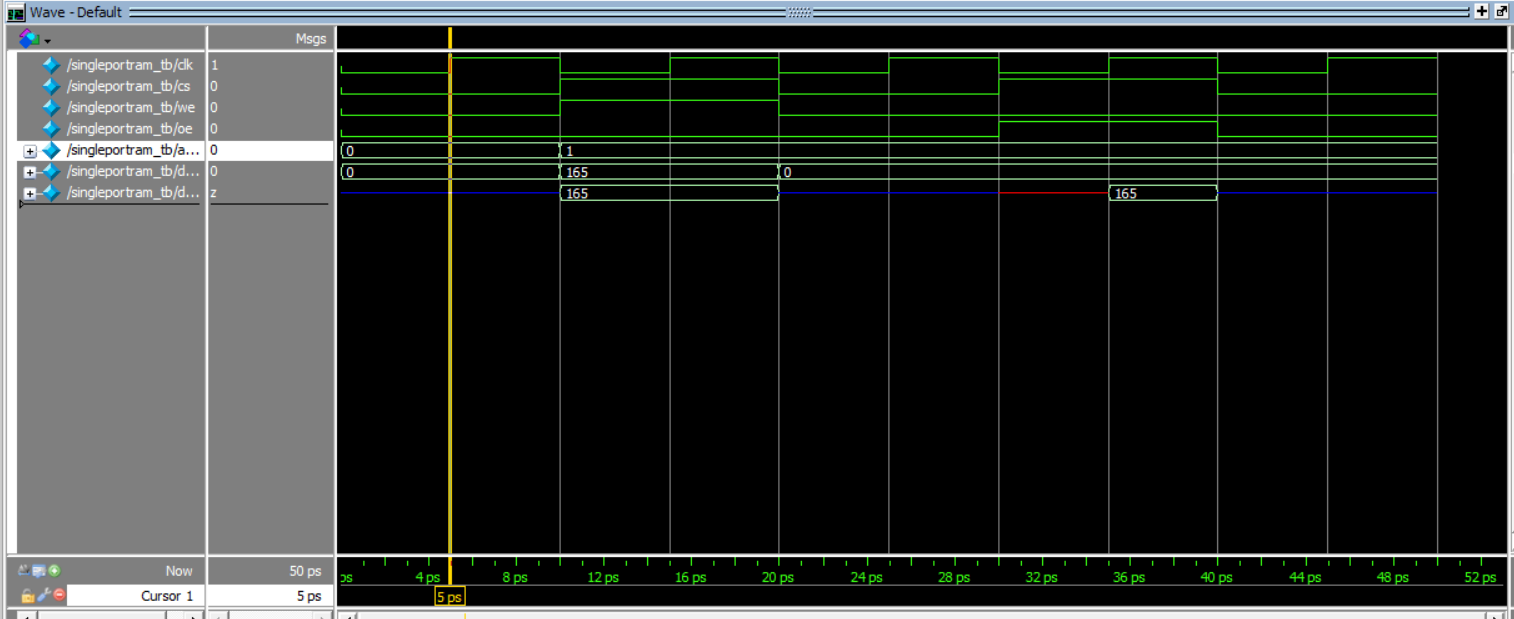 Wave - Default
Msgs
/singleportram_tb/clk 1
/singleportram_tb/cs 0
/singleportram_tb/we 0
/singleportram_tb/oe 0
/singleportram_tb/a... 0 0 1
/singleportram_tb/d... 0 0 165 0
/singleportram_tb/d... z 165 165
Now 50 ps
ps 4 ps 8 ps 12 ps 16 ps 20 ps 24 ps 28 ps 32 ps 36 ps 40 ps 44 ps 48 ps 52 ps
Cursor 1 5 ps 5 ps